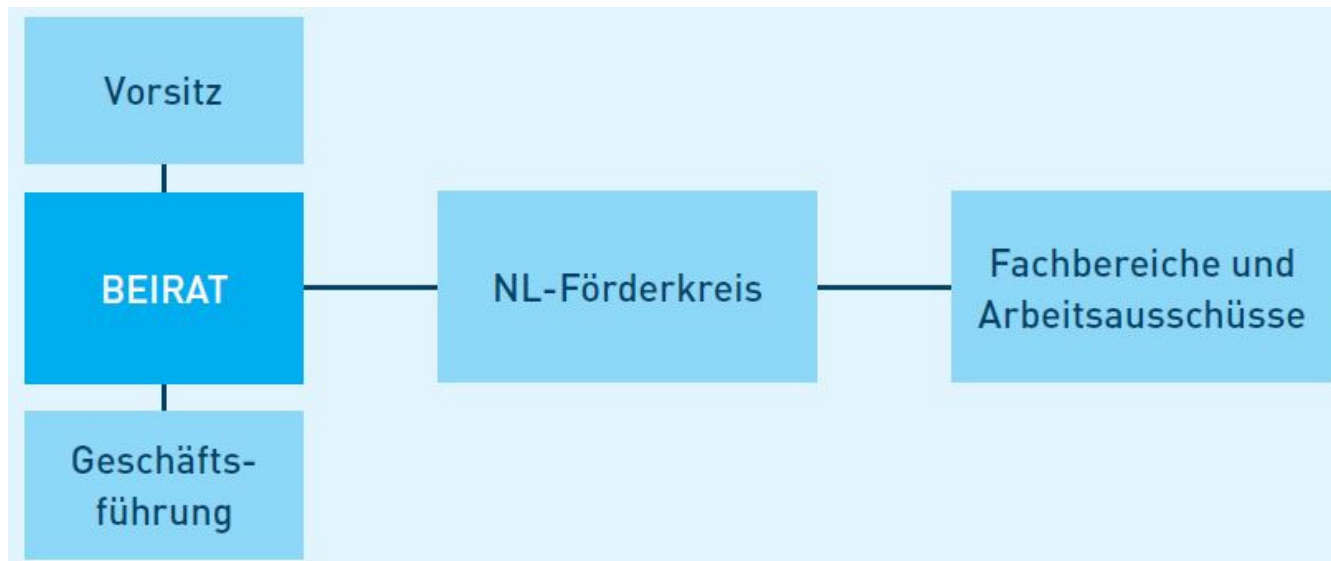 Vorsitz
BEIRAT
NL-Förderkreis
Fachbereiche und
Arbeitsausschüsse
Geschäfts-
führung